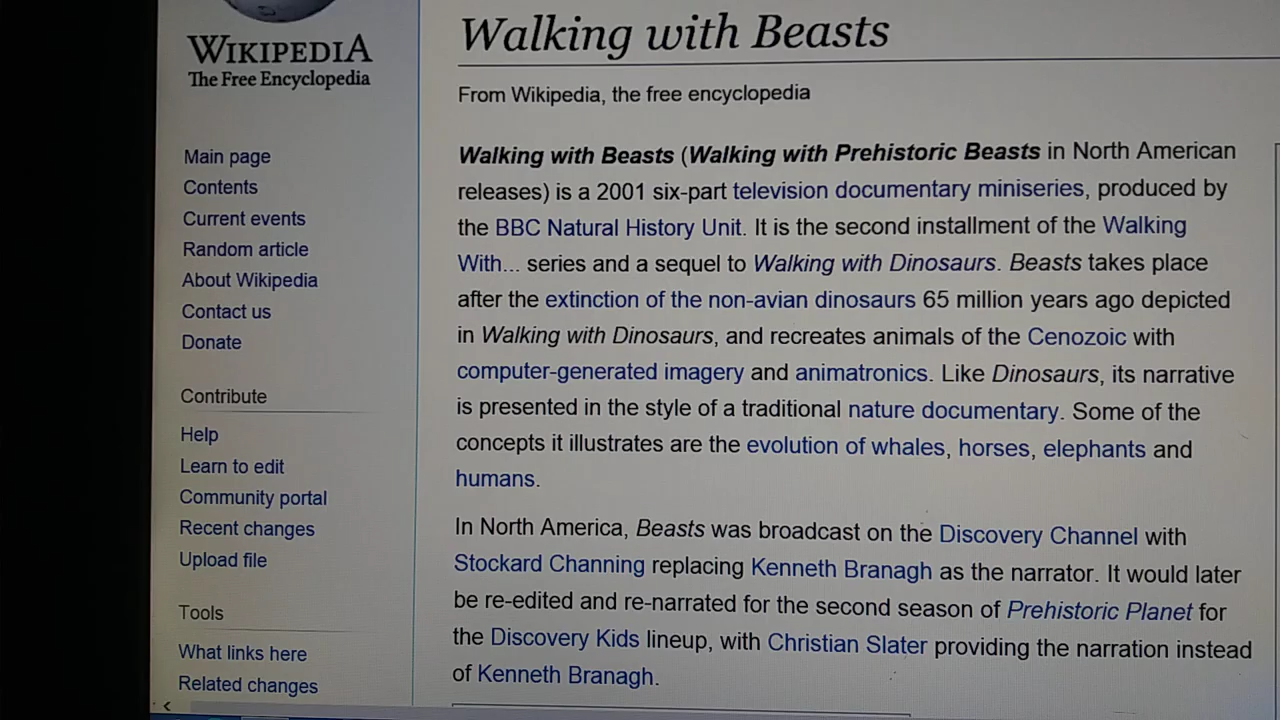 WIKIPEDIA
The Free Encyclopedia
Main page
Contents
Current events
Random article
About Wikipedia
Contact us
Donate
Contribute
Help
Learn to edit
Community portal
Recent changes
Upload file
Tools
What links here
Related changes
Walking with Beasts
From Wikipedia, the free encyclopedia
Walking with Beasts (Walking with Prehistoric Beasts in North American
releases) is a 2001 six-part television documentary miniseries, produced by
the BBC Natural History Unit. It is the second installment of the Walking
With... series and a sequel to Walking with Dinosaurs. Beasts takes place
after the extinction of the non-avian dinosaurs 65 million years ago depicted
in Walking with Dinosaurs, and recreates animals of the Cenozoic with
computer-generated imagery and animatronics. Like Dinosaurs, its narrative
is presented in the style of a traditional nature documentary. Some of the
concepts it illustrates are the evolution of whales, horses, elephants and
humans.
In North America, Beasts was broadcast on the Discovery Channel with
Stockard Channing replacing Kenneth Branagh as the narrator. It would later
be re-edited and re-narrated for the second season of Prehistoric Planet for
the Discovery Kids lineup, with Christian Slater providing the narration instead
of Kenneth Branagh.